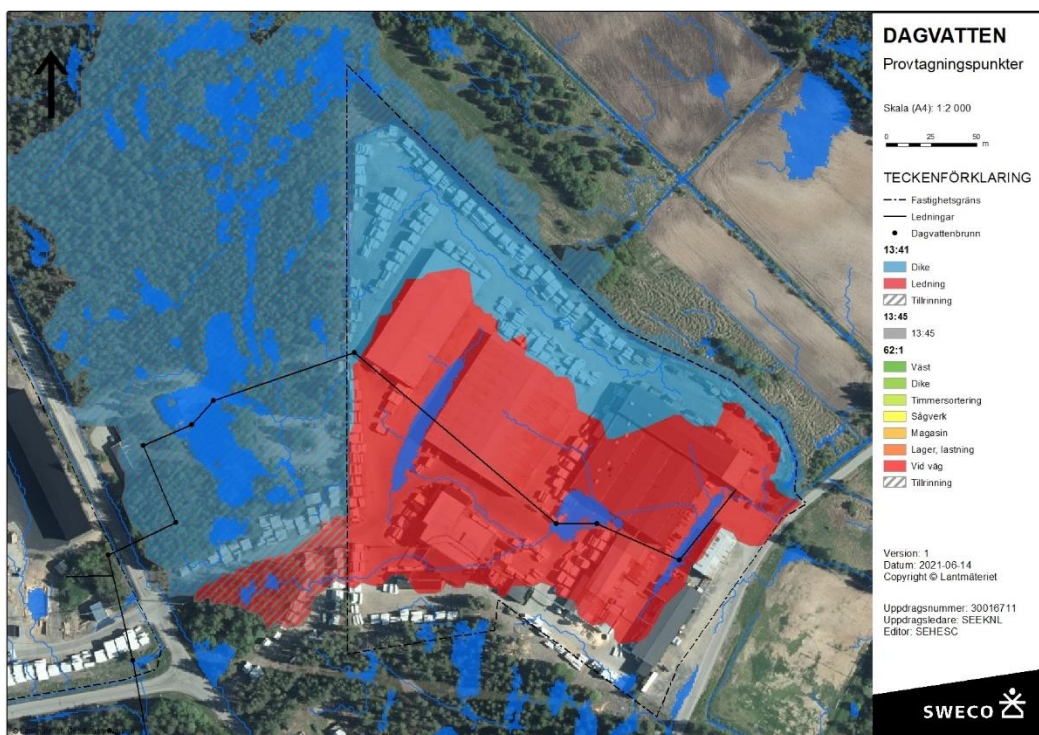 DAGVATTEN
Provtagningspunkter
Skala (A4): 1:2 000
0 25 50
m
TECKENFÖRKLARING
Fastighetsgräns
Ledningar
Dagvattenbrunn
13:41
Dike
Ledning
Tillrinning
13:45
13:45
62:1
Väst
Dike
Timmersortering
Sågverk
Magasin
Lager, lastning
Vid väg
Tillrinning
Version: 1
Datum: 2021-06-14
Copyright © Lantmäteriet
Uppdragsnummer: 30016711
Uppdragsledare: SEEKNL
Editor: SEHESC
SWECO